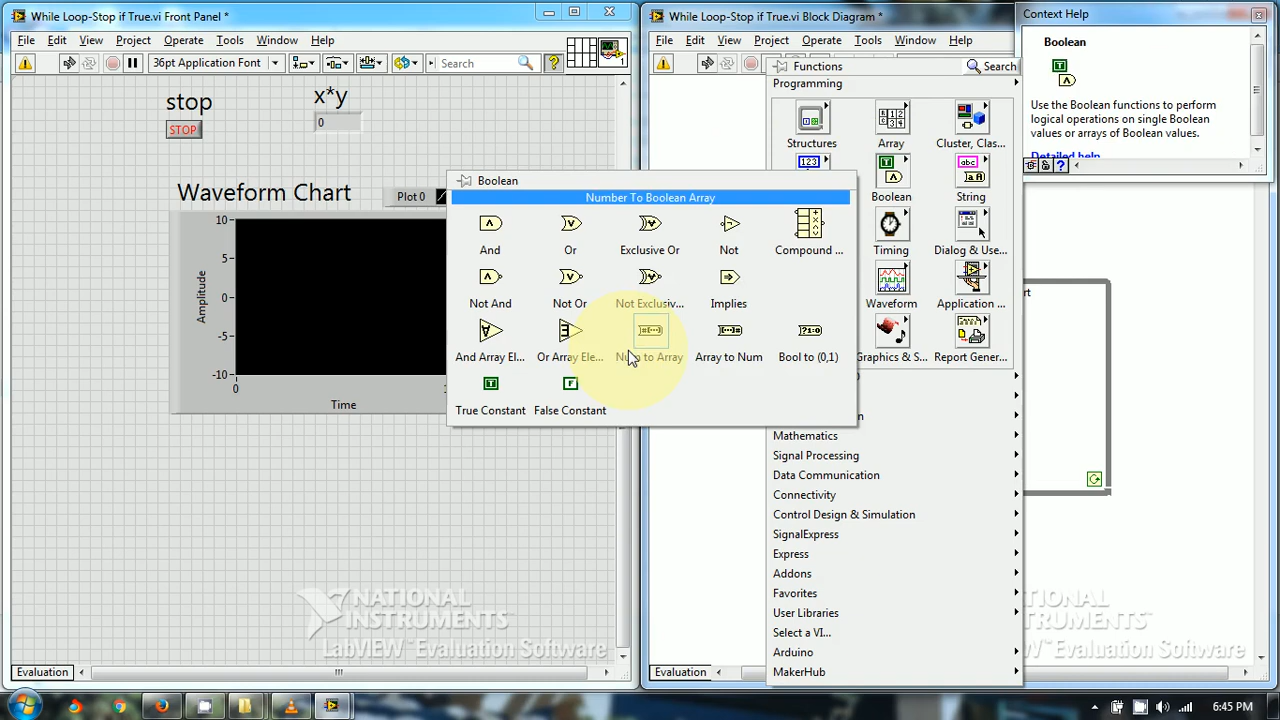 While Loop-Stop if True.vi Front Panel *
File Edit View Project Operate Tools Window Help
36pt Application Font
Search
stop
STOP
x*y
0
Waveform Chart
Plot 0
10
5
0
-5
-10
Amplitude
0
Time
NATIONAL INSTRUMENTS
LabVIEW™ Evaluation Software
Evaluation
While Loop-Stop if True.vi Block Diagram *
File Edit View Project Operate Tools Window Help
Functions
Search
Programming
Structures
Array
Cluster, Clas...
Boolean
String
Timing
Dialog & Use...
Waveform
Application ...
Graphics & S...
Report Gener...
Mathematics
Signal Processing
Data Communication
Connectivity
Control Design & Simulation
SignalExpress
Express
Addons
Favorites
User Libraries
Select a VI...
Arduino
MakerHub
Boolean
Number To Boolean Array
And
Or
Exclusive Or
Not
Compound ...
Not And
Not Or
Not Exclusiv...
Implies
And Array El...
Or Array Ele...
Num to Array
Array to Num
Bool to (0,1)
True Constant
False Constant
Context Help
Boolean
Use the Boolean functions to perform
logical operations on single Boolean
values or arrays of Boolean values.
Detailed help
Evaluation
6:45 PM